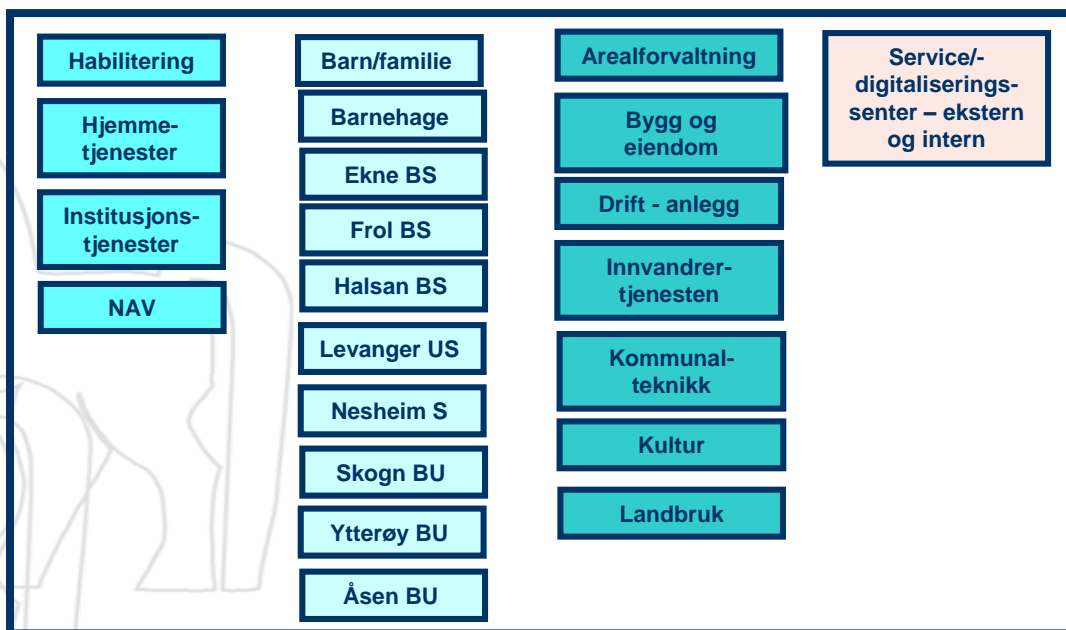 Habilitering
Hjemme-
tjenester
Institusjons-
tjenester
NAV
Barn/familie
Barnehage
Ekne BS
Frol BS
Halsan BS
Levanger US
Nesheim S
Skogn BU
Ytterøy BU
Åsen BU
Arealforvaltning
Bygg og
eiendom
Drift - anlegg
Innvandrer-
tjenesten
Kommunal-
teknikk
Kultur
Landbruk
Service/-
digitaliserings-
senter – ekstern
og intern